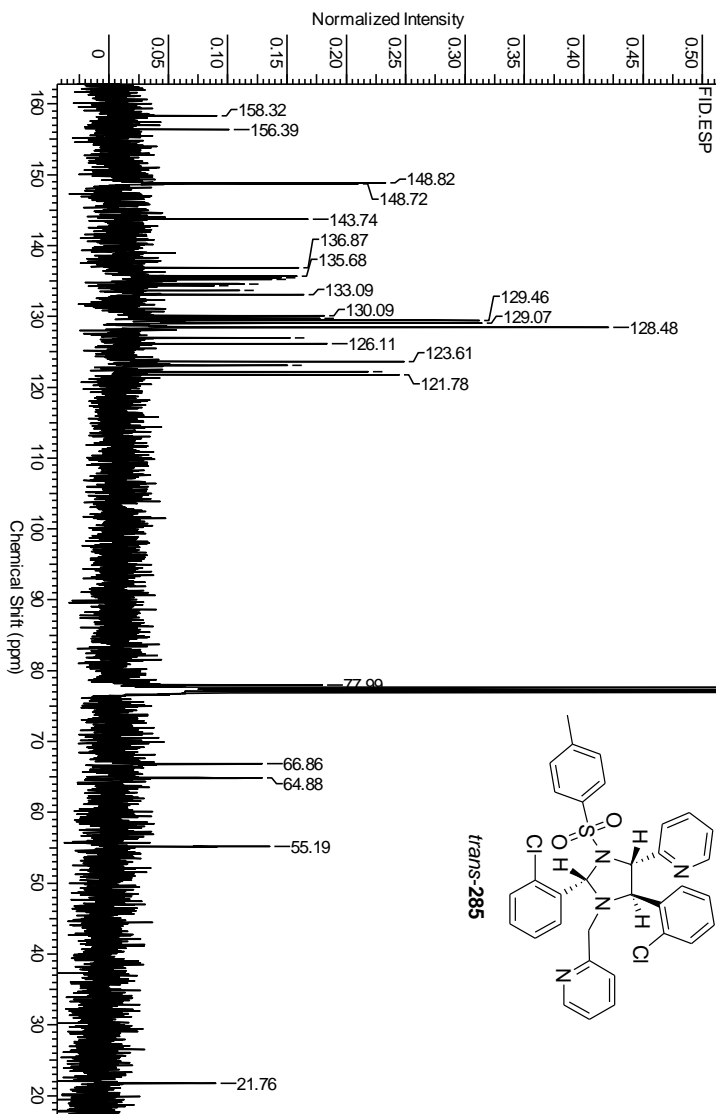 FID.ESP
Normalized Intensity
0.50
0.45
0.40
0.35
0.30
0.25
0.20
0.15
0.10
0.05
0
158.32
156.39
148.82
148.72
143.74
136.87
135.68
133.09
130.09
129.46
129.07
128.48
126.11
123.61
121.78
77.99
66.86
64.88
55.19
21.76
160 150 140 130 120 110 100 90 80 70 60 50 40 30 20
Chemical Shift (ppm)
O
S
O
N
H
N
Cl
H
N
H
Cl
N
trans-285